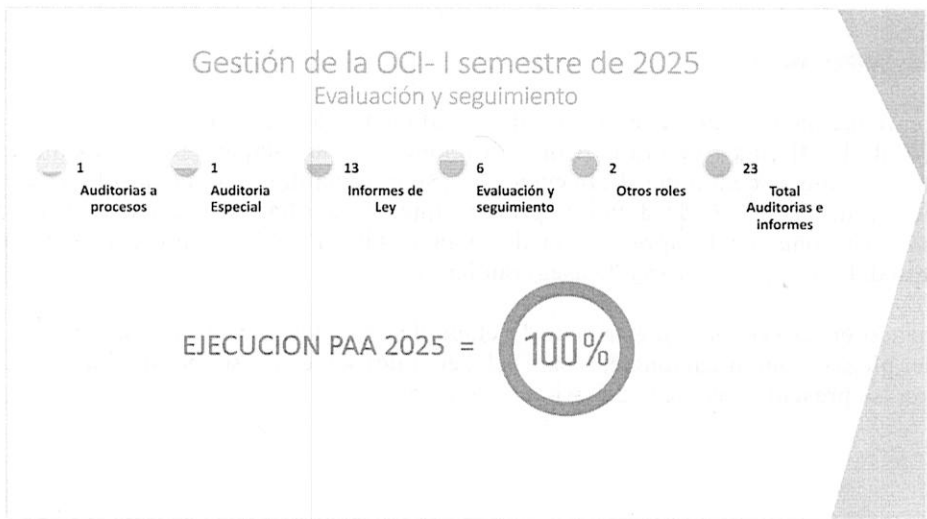 Gestión de la OCI- I semestre de 2025
Evaluación y seguimiento
1
Auditorias a
procesos
1
Auditoria
Especial
13
Informes de
Ley
6
Evaluación y
seguimiento
2
Otros roles
23
Total
Auditorias e
informes
EJECUCION PAA 2025 =
100%